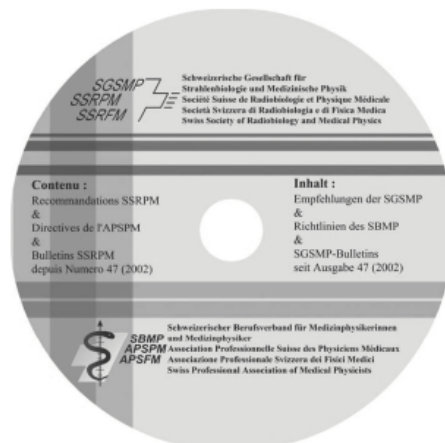 SGSMP
SSRPM
SSRFM
Schweizerische Gesellschaft für
Strahlenbiologie und Medizinische Physik
Société Suisse de Radiobiologie et Physique Médicale
Società Svizzera di Radiobiologia e di Fisica Medica
Swiss Society of Radiobiology and Medical Physics
Contenu :
Recommandations SSRPM
&
Directives de l'APSPM
&
Bulletins SSRPM
depuis Numero 47 (2002)
Inhalt :
Empfehlungen der SGSMP
&
Richtlinien des SBMP
&
SGSMP-Bulletins
seit Ausgabe 47 (2002)
SBMP
APSPM
APSFM
Schweizerischer Berufsverband für Medizinphysikerinnen
und Medizinphysiker
Association Professionnelle Suisse des Physiciens Médicaux
Associazione Professionale Svizzera dei Fisici Medici
Swiss Professional Association of Medical Physicists